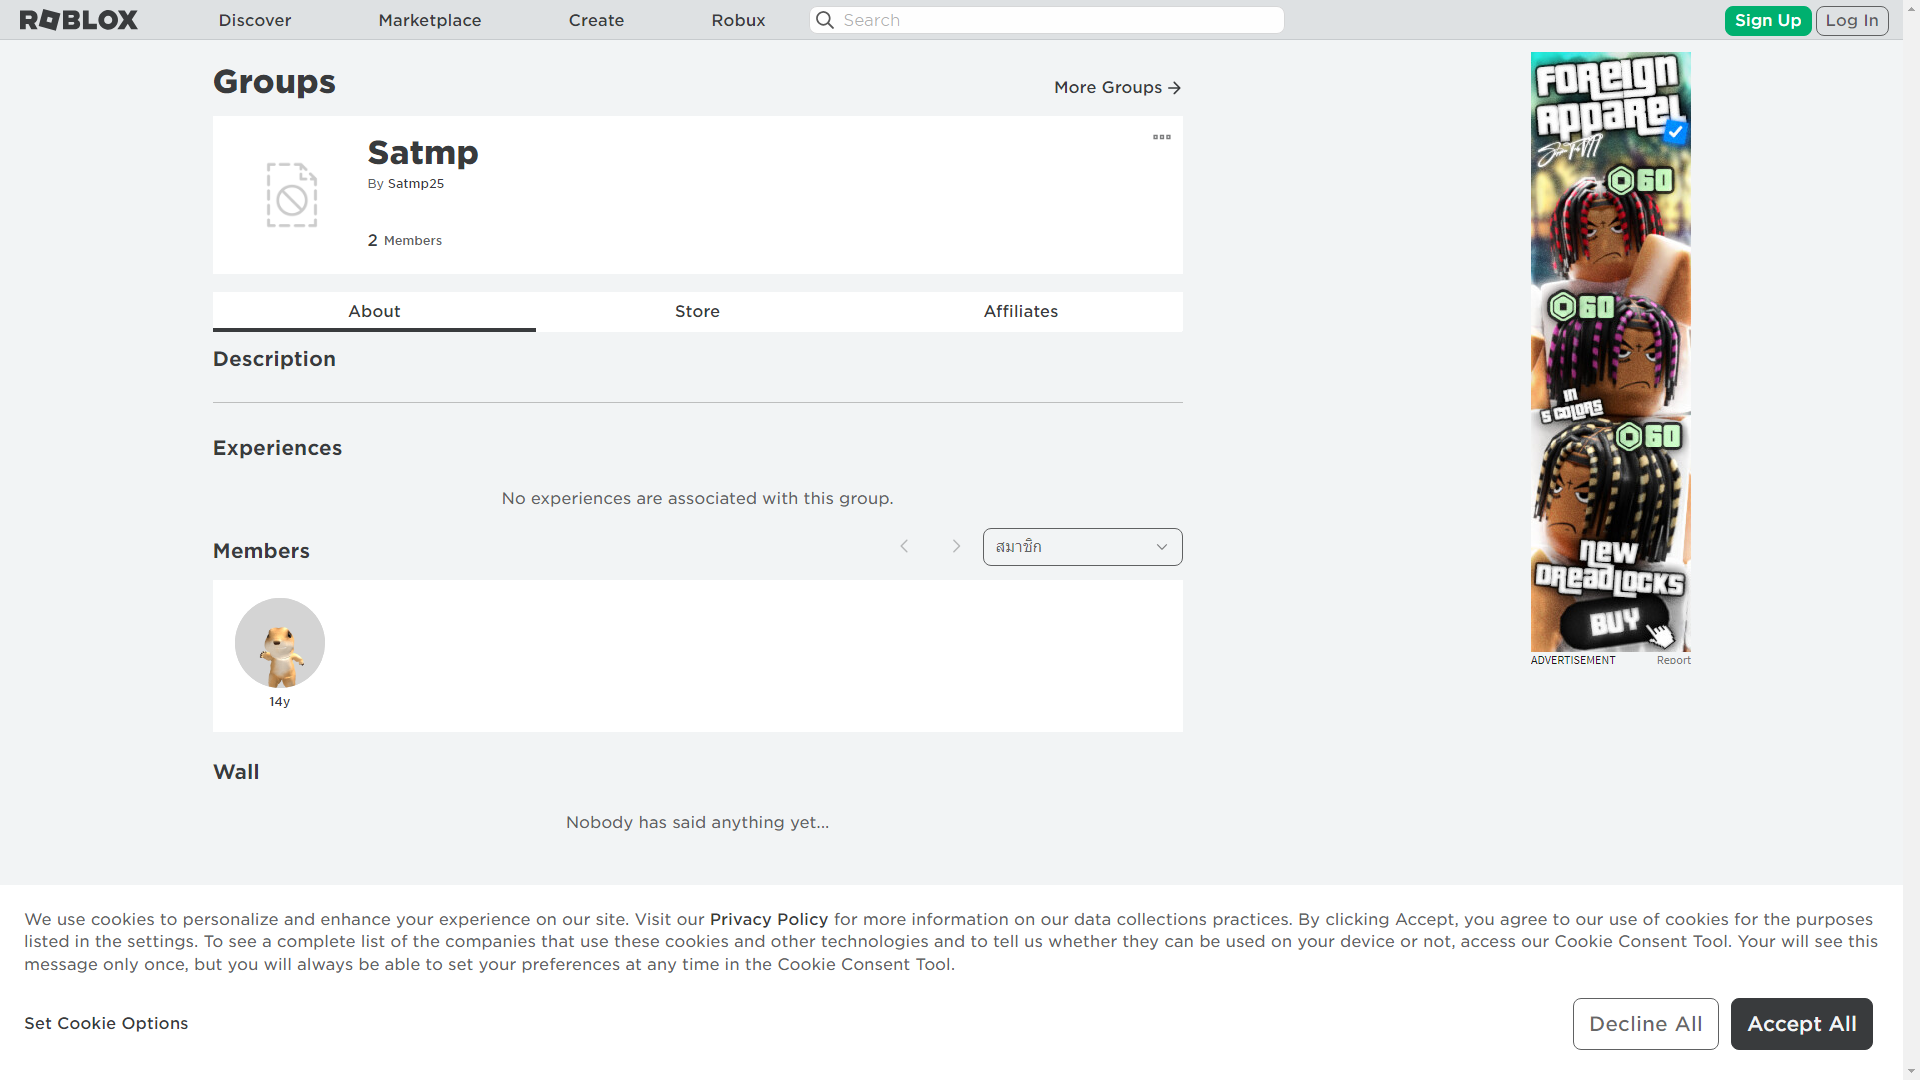 ROBLOX
Discover
Marketplace
Create
Robux
Search
Sign Up
Log In
Groups
More Groups
Satmp
By Satmp25
2 Members
About
Store
Affiliates
Description
Experiences
No experiences are associated with this group.
Members
สมาชิก
14y
Wall
Nobody has said anything yet...
FOREIGN
APPAREL
60
60
IN
5 COLORS
60
NEW
DREADLOCKS
BUY
ADVERTISEMENT
Report
We use cookies to personalize and enhance your experience on our site. Visit our Privacy Policy for more information on our data collections practices. By clicking Accept, you agree to our use of cookies for the purposes
listed in the settings. To see a complete list of the companies that use these cookies and other technologies and to tell us whether they can be used on your device or not, access our Cookie Consent Tool. Your will see this
message only once, but you will always be able to set your preferences at any time in the Cookie Consent Tool.
Set Cookie Options
Decline All
Accept All